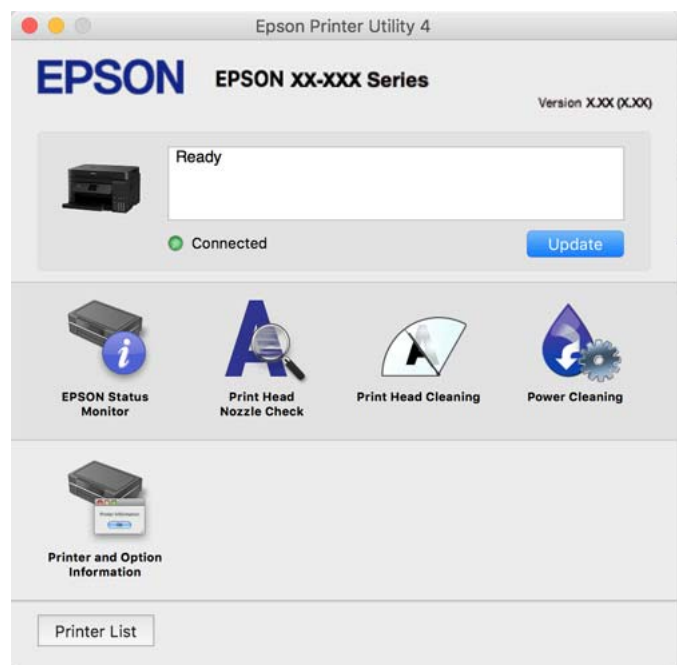 Epson Printer Utility 4
EPSON
EPSON XX-XXX Series
Version X.XX (X.XX)
Ready
Connected
Update
EPSON Status
Monitor
Print Head
Nozzle Check
Print Head Cleaning
Power Cleaning
Printer and Option
Information
Printer List